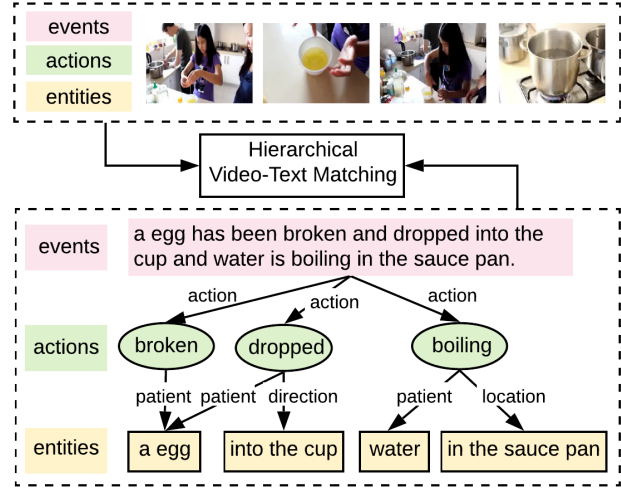 events
actions
entities
Hierarchical
Video-Text Matching
events
a egg has been broken and dropped into the
cup and water is boiling in the sauce pan.
action
action
action
actions
broken
dropped
boiling
patient
patient
direction
patient
location
entities
a egg
into the cup
water
in the sauce pan